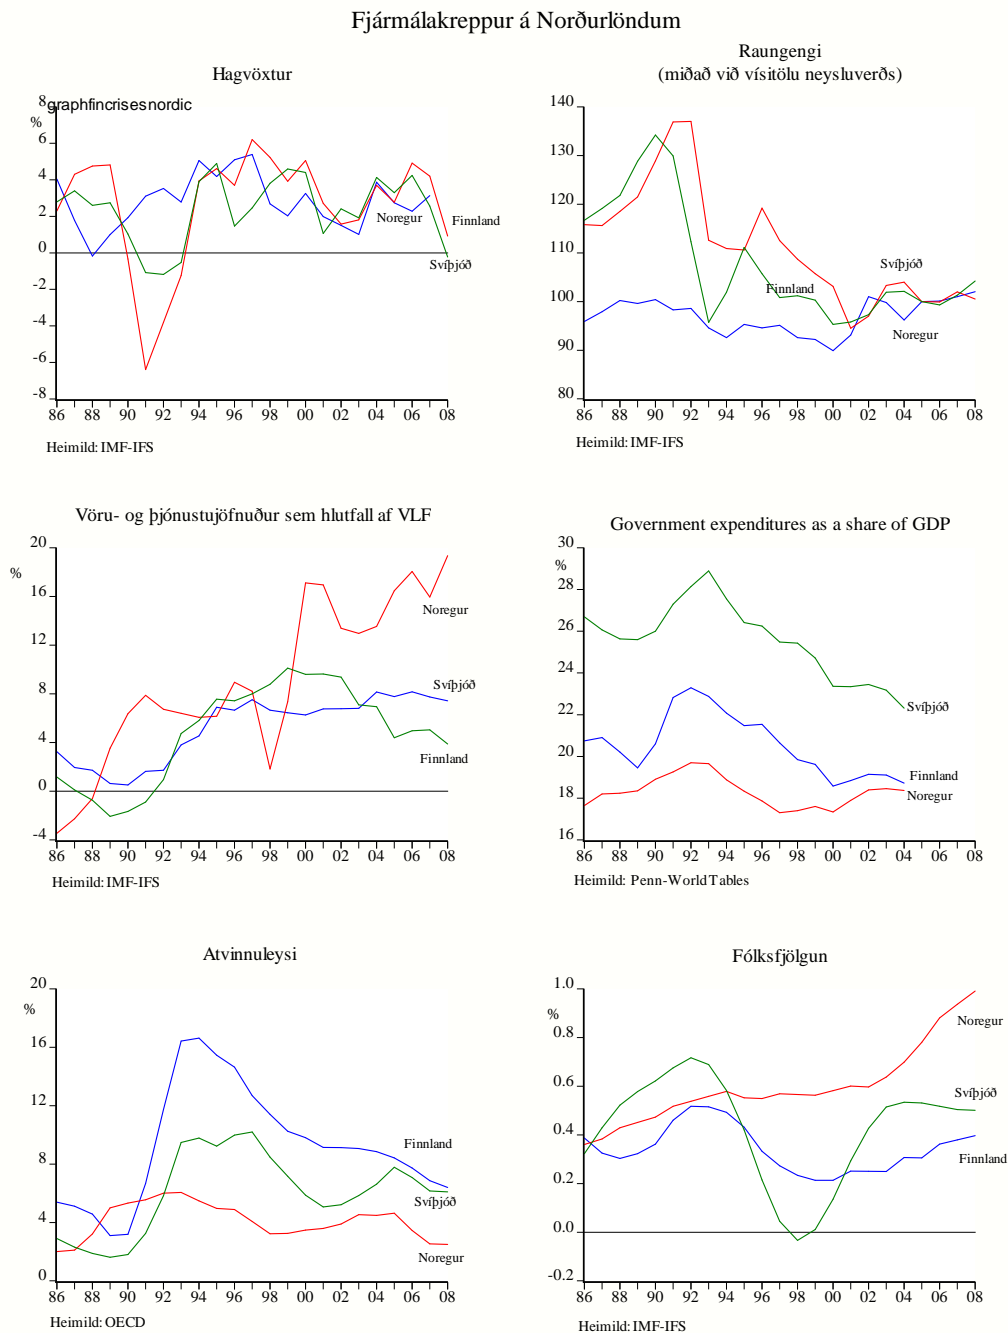 Fjármálakreppur á Norðurlöndum
Hagvöxtur
graphfincrisesnordic
%
8
6
4
2
0
-2
-4
-6
-8
Noregur
Finnland
Svíþjóð
86 88 90 92 94 96 98 00 02 04 06 08
Heimild: IMF-IFS
Raungengi
(miðað við vísitölu neysluverðs)
140
130
120
110
100
90
80
Svíþjóð
Finnland
Noregur
86 88 90 92 94 96 98 00 02 04 06 08
Heimild: IMF-IFS
Vöru- og þjónustujöfnuður sem hlutfall af VLF
%
20
16
12
8
4
0
-4
Noregur
Svíþjóð
Finnland
86 88 90 92 94 96 98 00 02 04 06 08
Heimild: IMF-IFS
Government expenditures as a share of GDP
%
30
28
26
24
22
20
18
16
Svíþjóð
Finnland
Noregur
86 88 90 92 94 96 98 00 02 04 06 08
Heimild: Penn-World Tables
Atvinnuleysi
%
20
16
12
8
4
0
Finnland
Svíþjóð
Noregur
86 88 90 92 94 96 98 00 02 04 06 08
Heimild: OECD
Fólksfjölgun
%
1.0
0.8
0.6
0.4
0.2
0.0
-0.2
Noregur
Svíþjóð
Finnland
86 88 90 92 94 96 98 00 02 04 06 08
Heimild: IMF-IFS